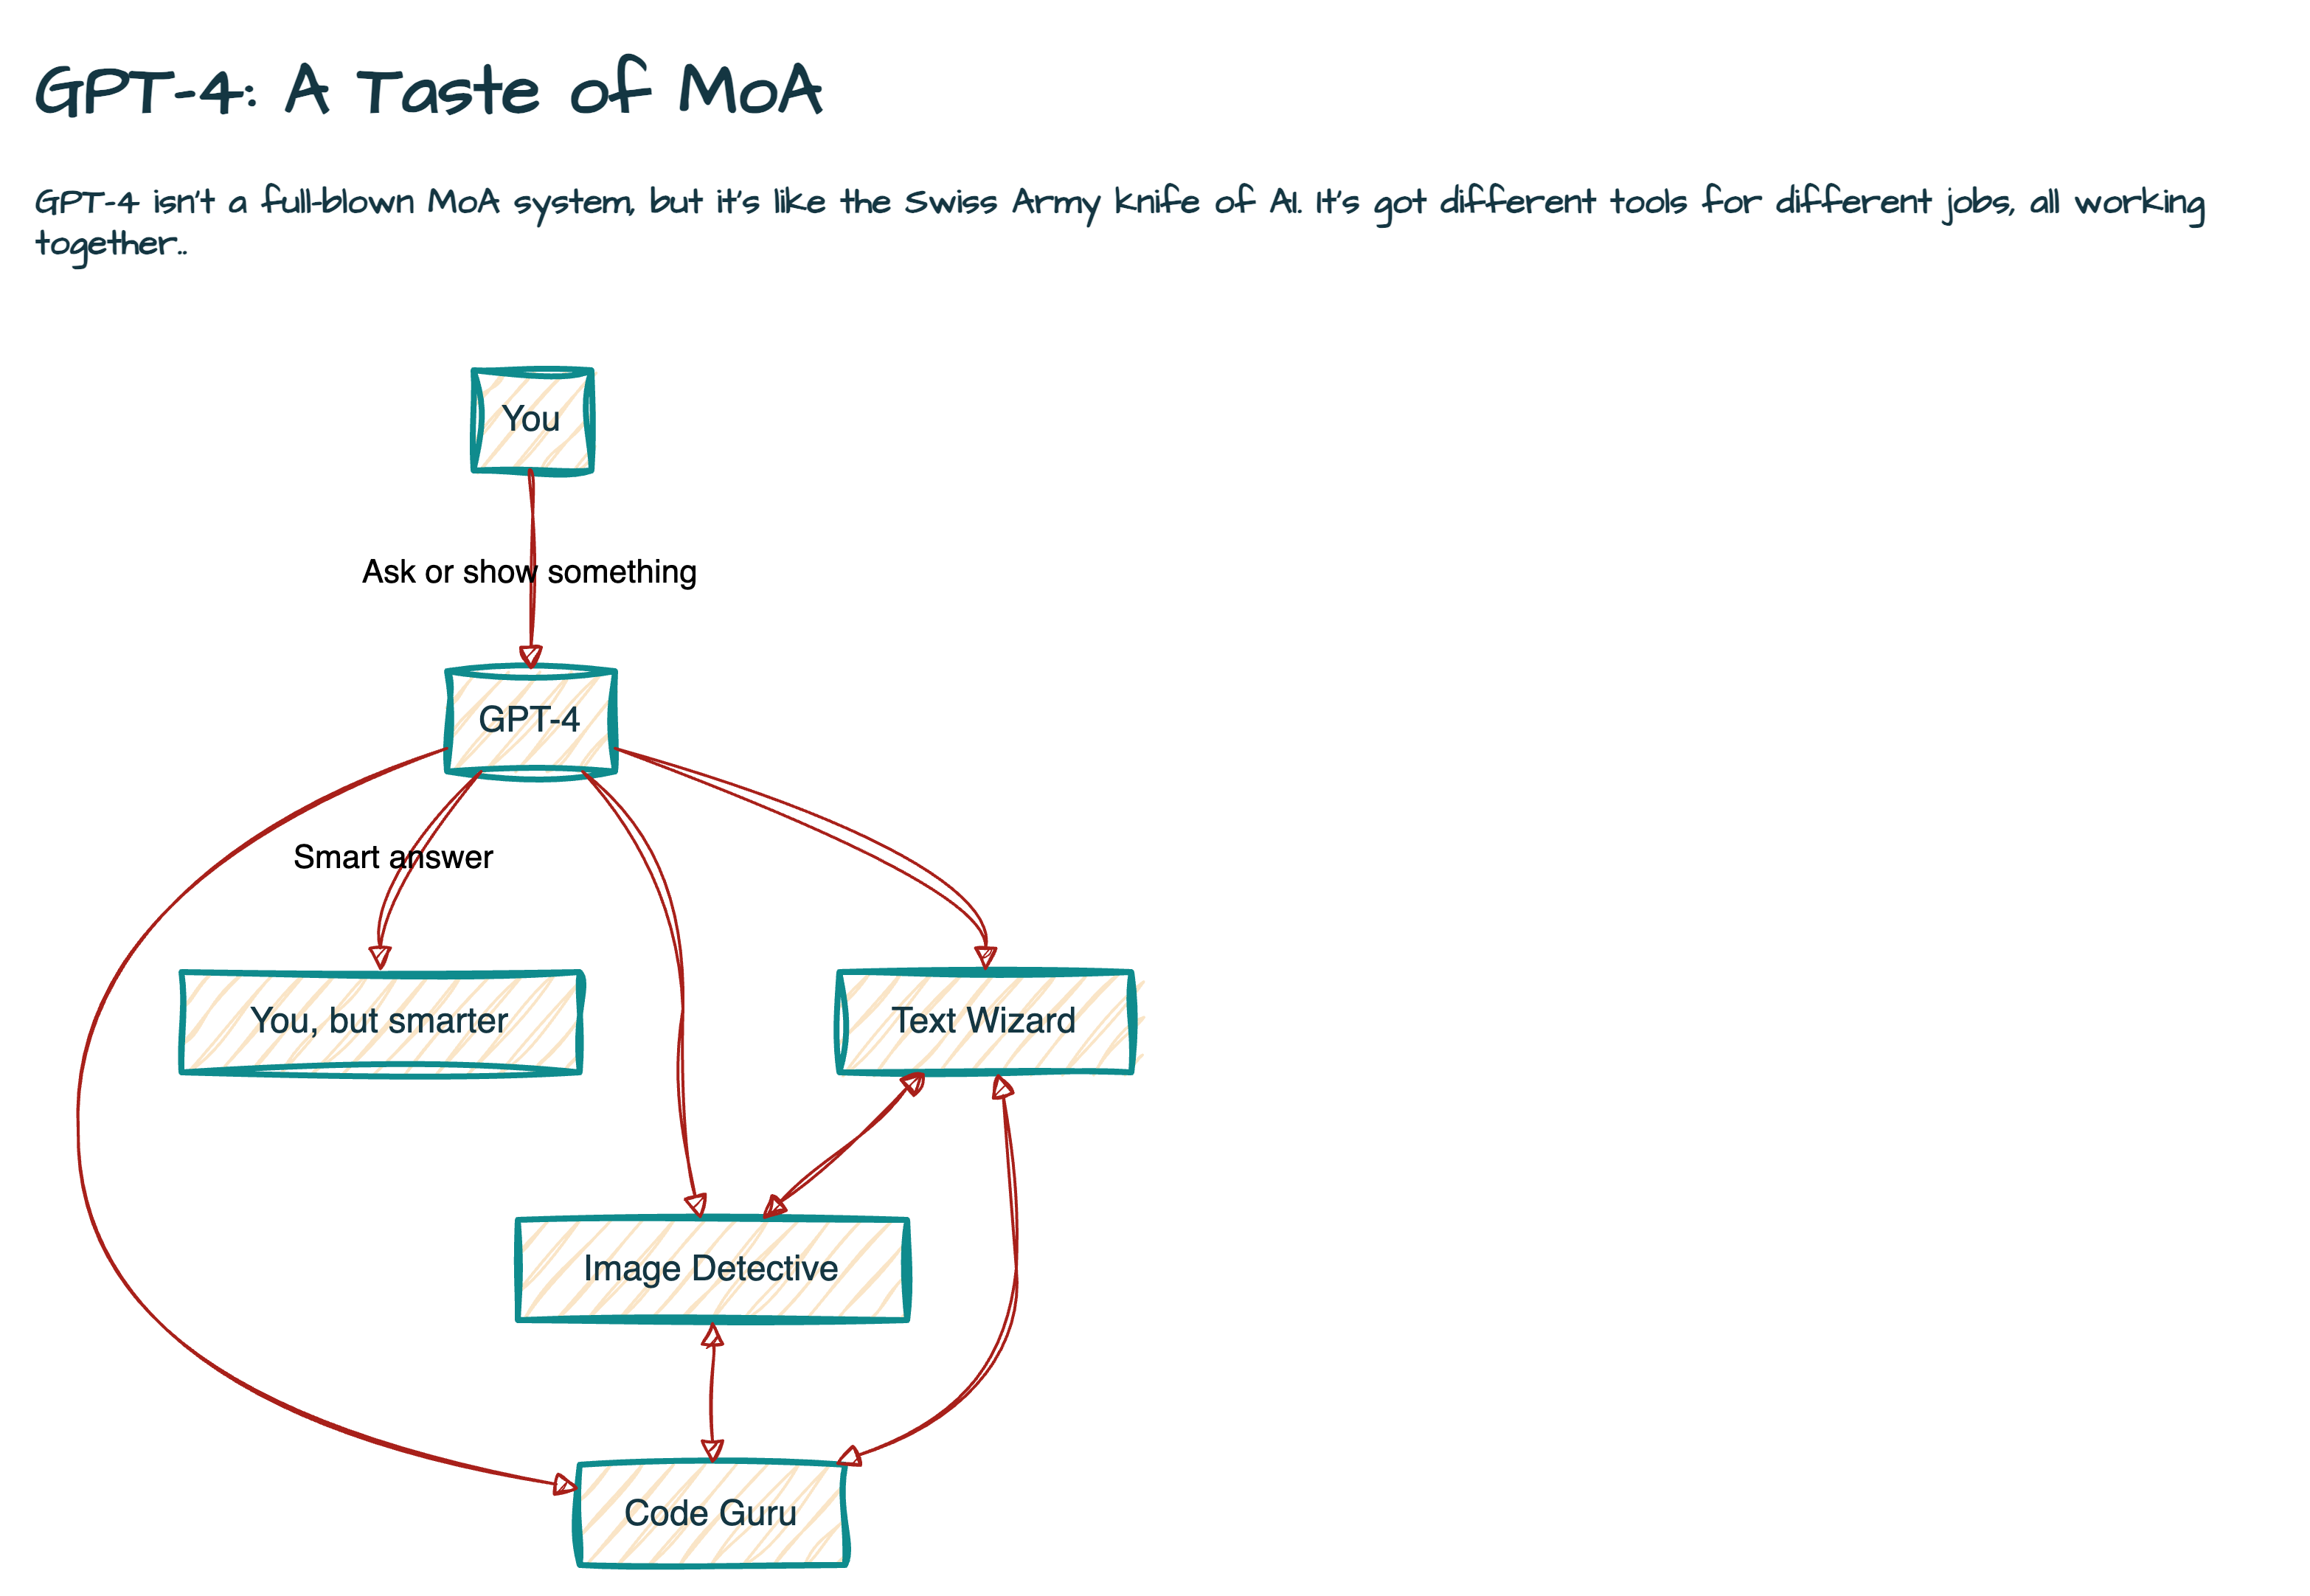 GPT-4: A Taste of MoA
GPT-4 isn't a full-blown MoA system, but it's like the Swiss Army knife of AI. It's got different tools for different jobs, all working
together..
You
Ask or show something
GPT-4
Smart answer
You, but smarter
Text Wizard
Image Detective
Code Guru